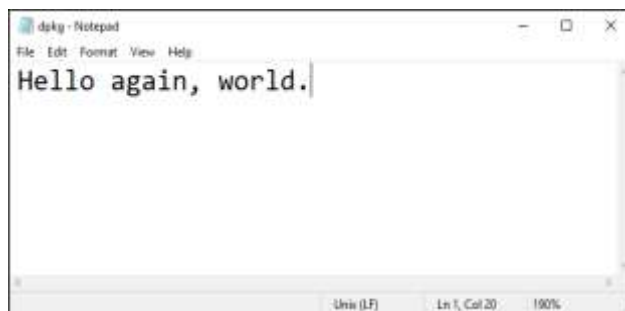 dpkg - Notepad
File Edit Format View Help
Hello again, world.
Unix (LF) Ln 1, Col 20 190%